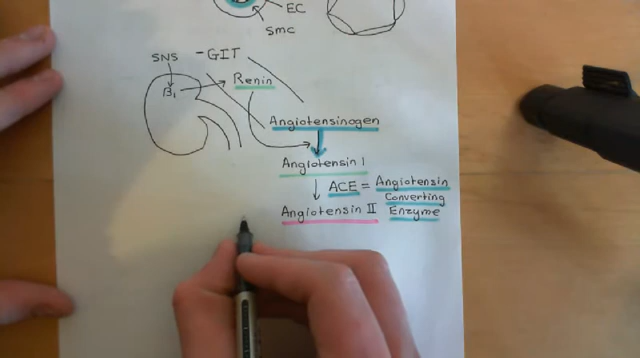 EC
Smc
SNS
-GIT
β₁
Renin
Angiotensinogen
Angiotensin I
ACE = Angiotensin
Converting
Enzyme
Angiotensin II